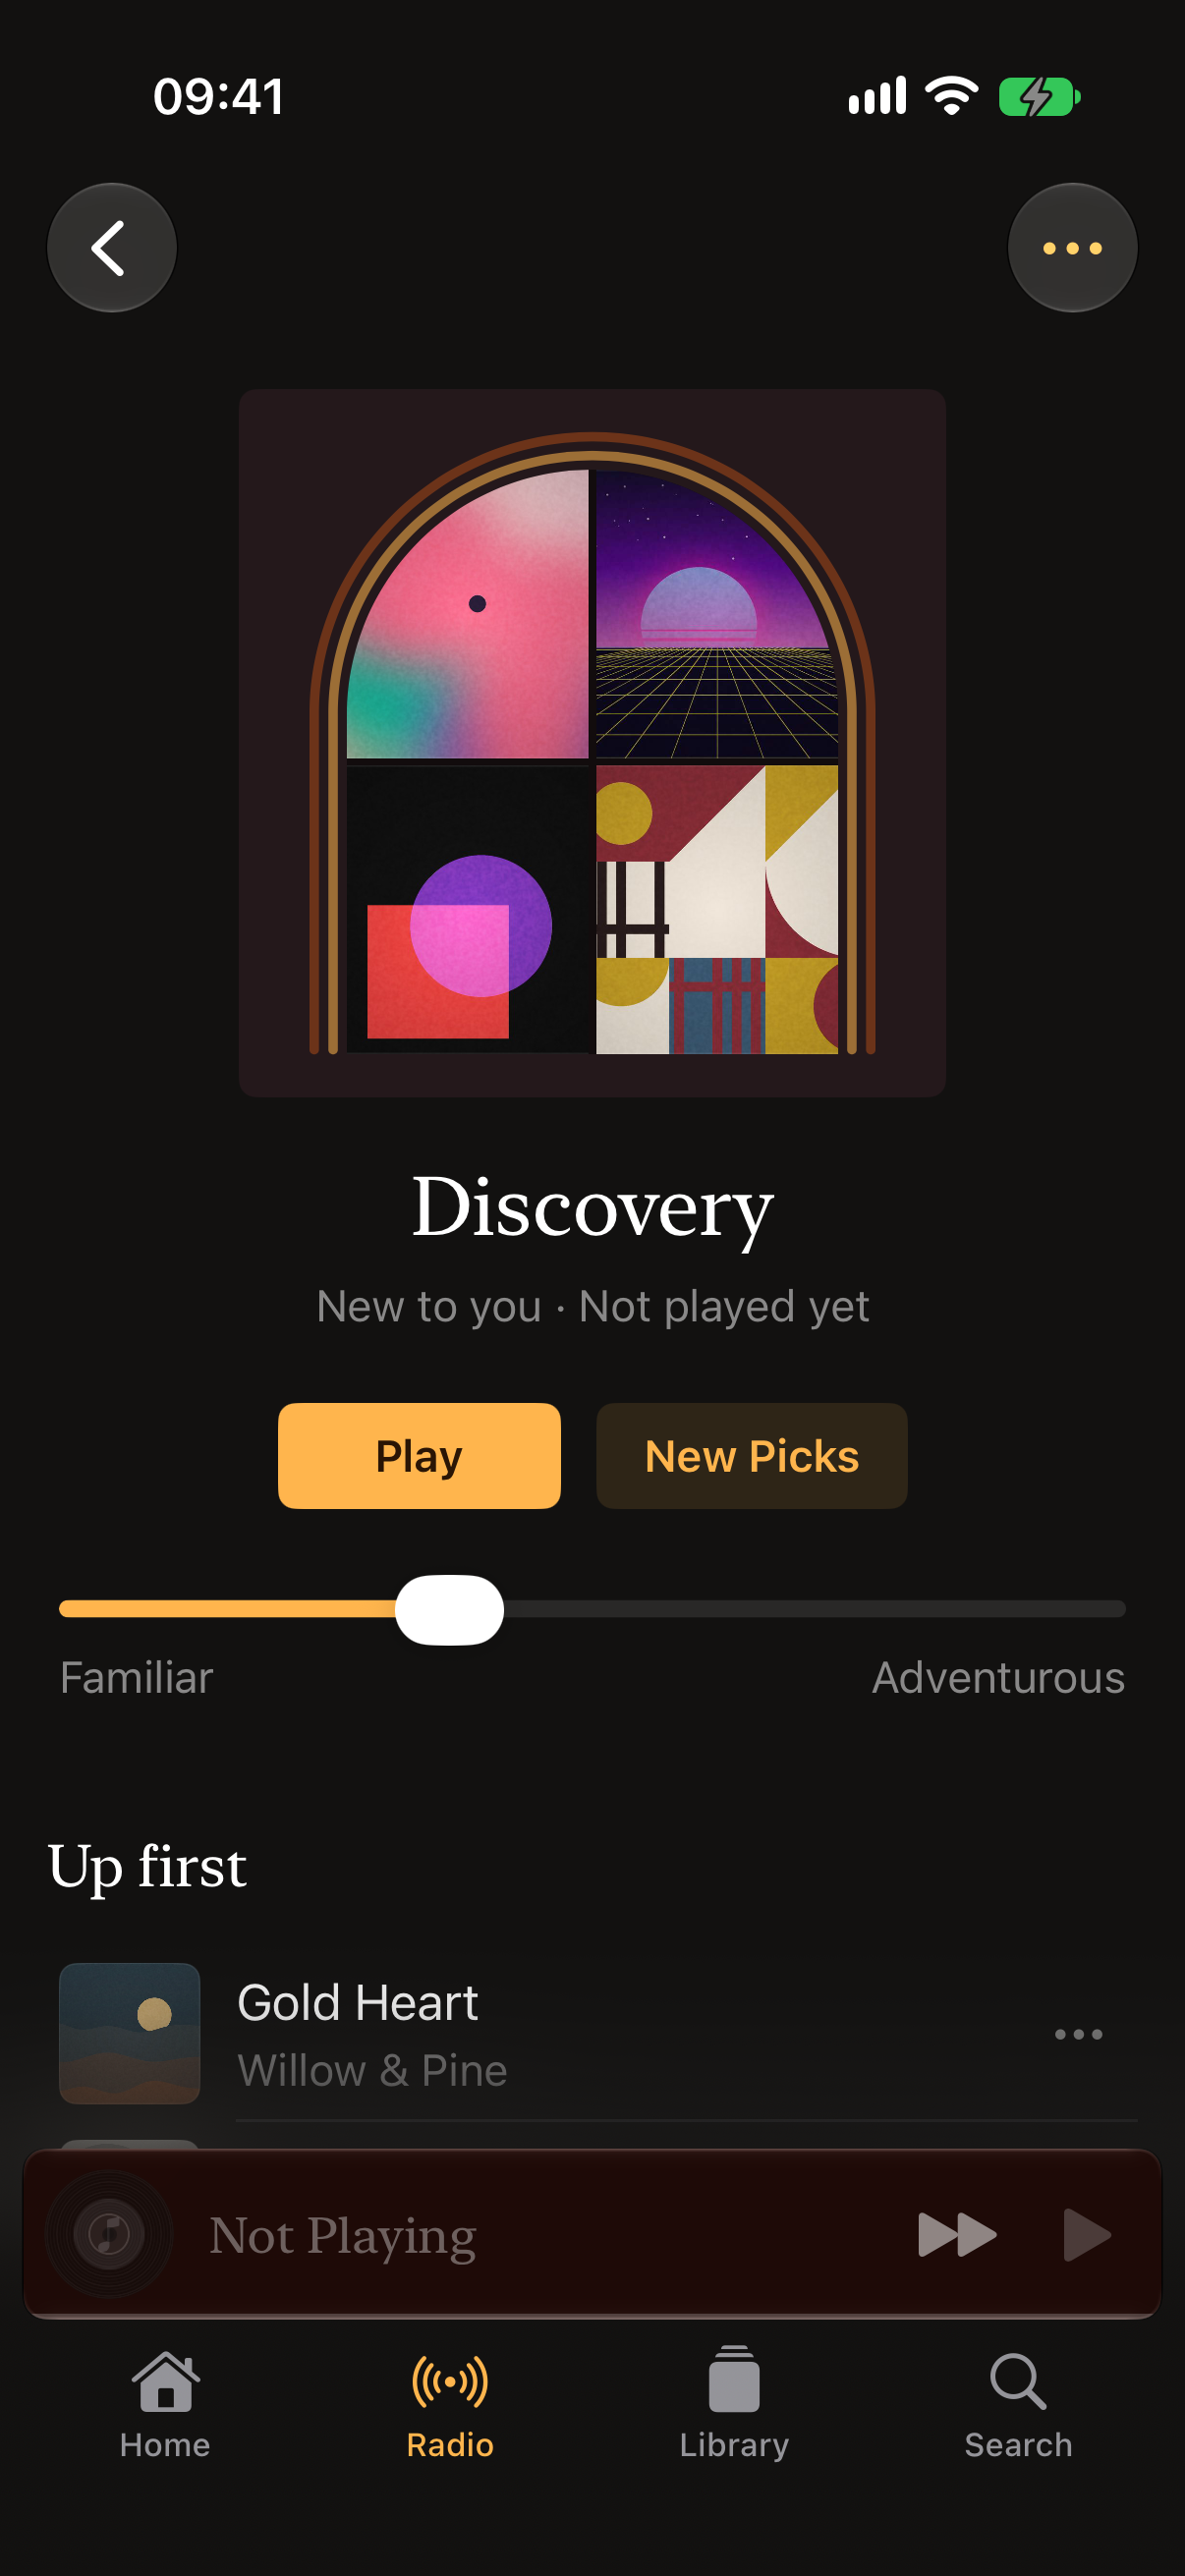 09:41
Discovery
New to you · Not played yet
Play
New Picks
Familiar
Adventurous
Up first
Gold Heart
Willow & Pine
Not Playing
Home
Radio
Library
Search